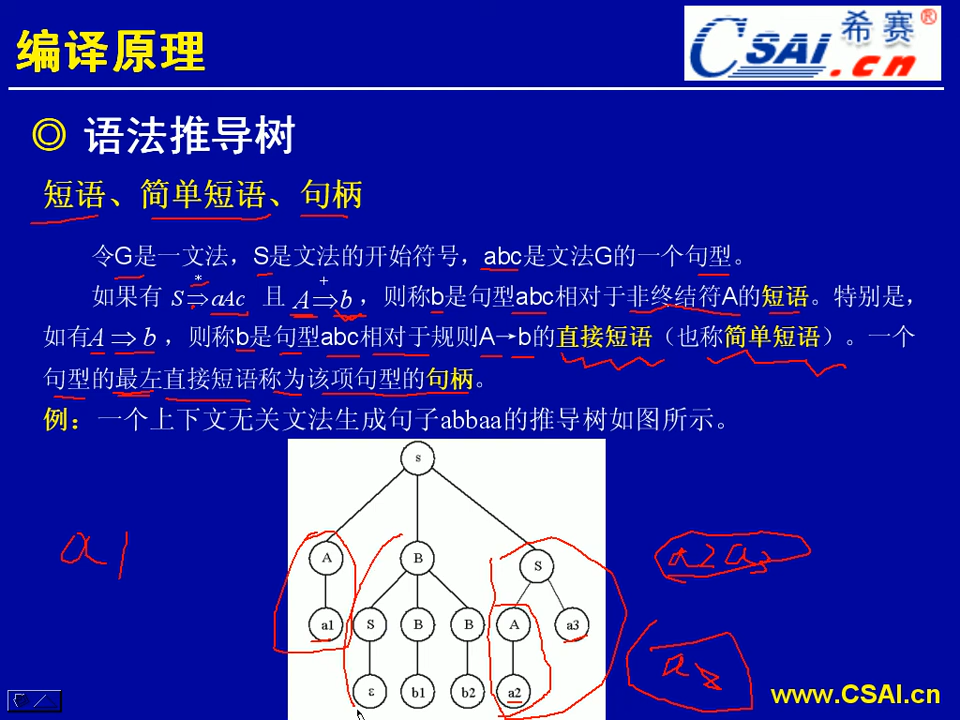 编译原理
CSAI 希赛®
.cn
◎ 语法推导树
短语、简单短语、句柄
令G是一文法，S是文法的开始符号，abc是文法G的一个句型。
如果有 S*⇒aAc 且 A+⇒b ，则称b是句型abc相对于非终结符A的短语。特别是，
如有A⇒b ，则称b是句型abc相对于规则A→b的直接短语（也称简单短语）。一个
句型的最左直接短语称为该项句型的句柄。
例：一个上下文无关文法生成句子abbaa的推导树如图所示。
s
A B S
a1 S B B A a3
ε b1 b2 a2
a1
a2 a3
www.CSAI.cn